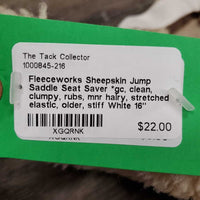 The Tack Collector
1000845-216
Fleeceworks Sheepskin Jump
Saddle Seat Saver *gc, clean,
clumpy, rubs, mnr hairy, stretched
elastic, older, stiff White 16"
XGQRNK
$22.00
XGQRNK